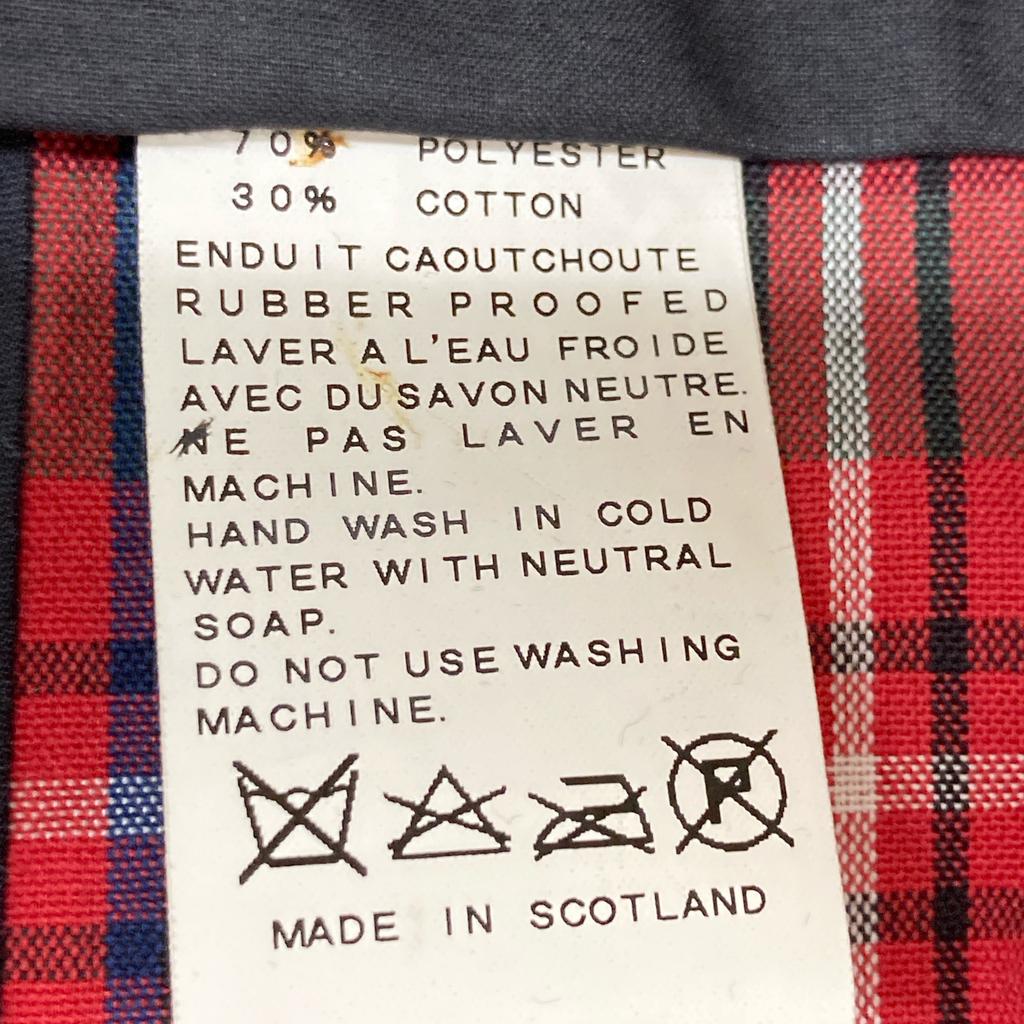 70% POLYESTER
30% COTTON
ENDUIT CAOUTCHOUTE
RUBBER PROOFED
LAVER A L'EAU FROIDE
AVEC DU SAVON NEUTRE.
NE PAS LAVER EN
MACHINE.
HAND WASH IN COLD
WATER WITH NEUTRAL
SOAP.
DO NOT USE WASHING
MACHINE.
P
MADE IN SCOTLAND